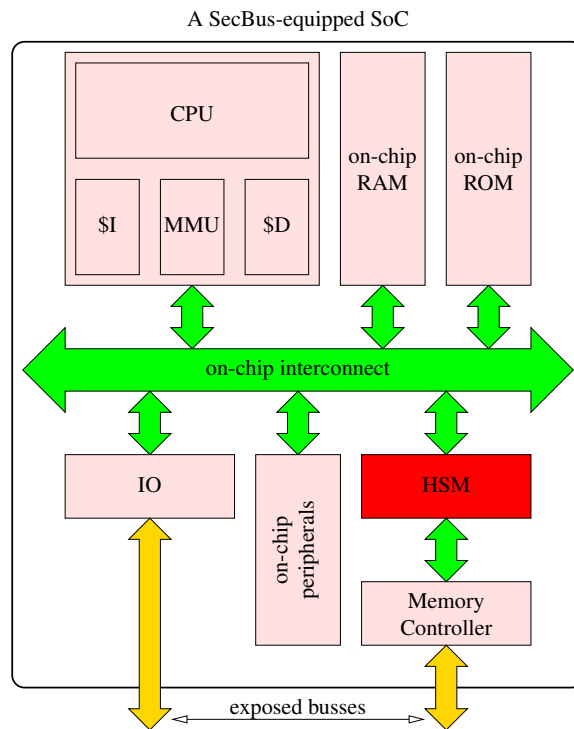 A SecBus-equipped SoC
CPU
$I
MMU
$D
on-chip
RAM
on-chip
ROM
on-chip interconnect
IO
on-chip
peripherals
HSM
Memory
Controller
exposed busses